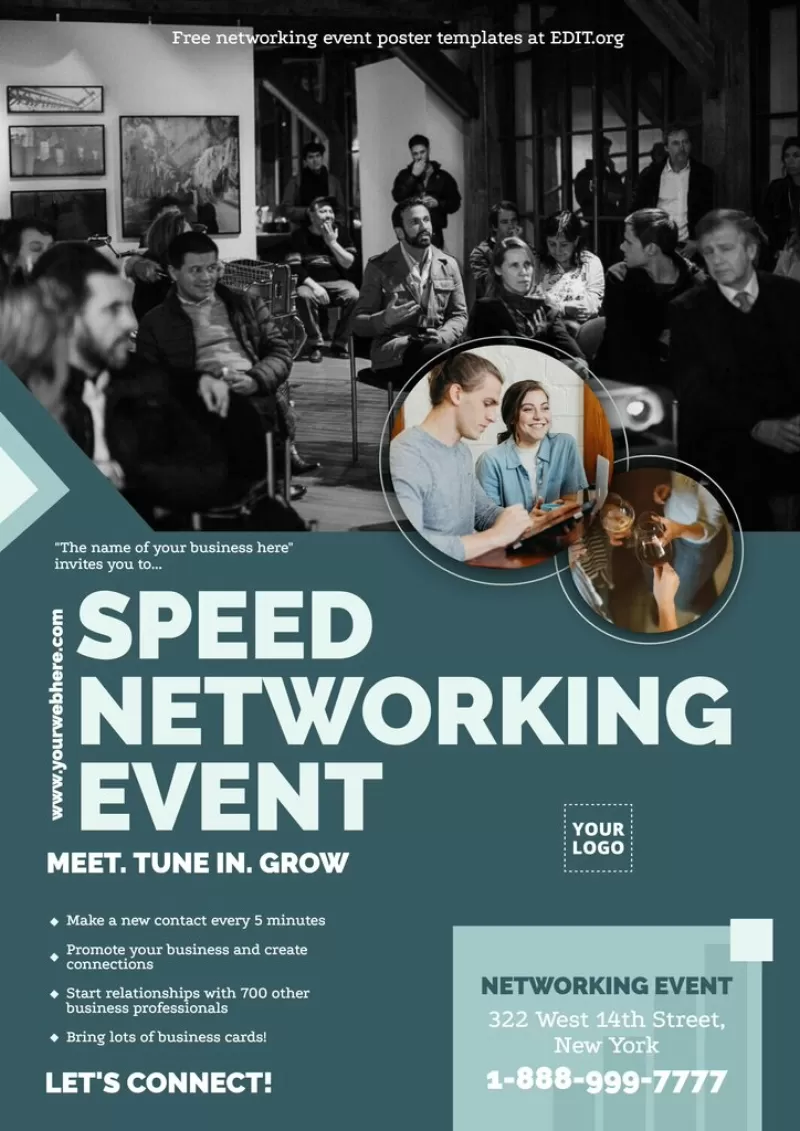 Free networking event poster templates at EDIT.org
"The name of your business here"
invites you to...
www.yourwebhere.com
SPEED
NETWORKING
EVENT
MEET. TUNE IN. GROW
YOUR
LOGO
Make a new contact every 5 minutes
Promote your business and create
connections
Start relationships with 700 other
business professionals
Bring lots of business cards!
LET'S CONNECT!
NETWORKING EVENT
322 West 14th Street,
New York
1-888-999-7777